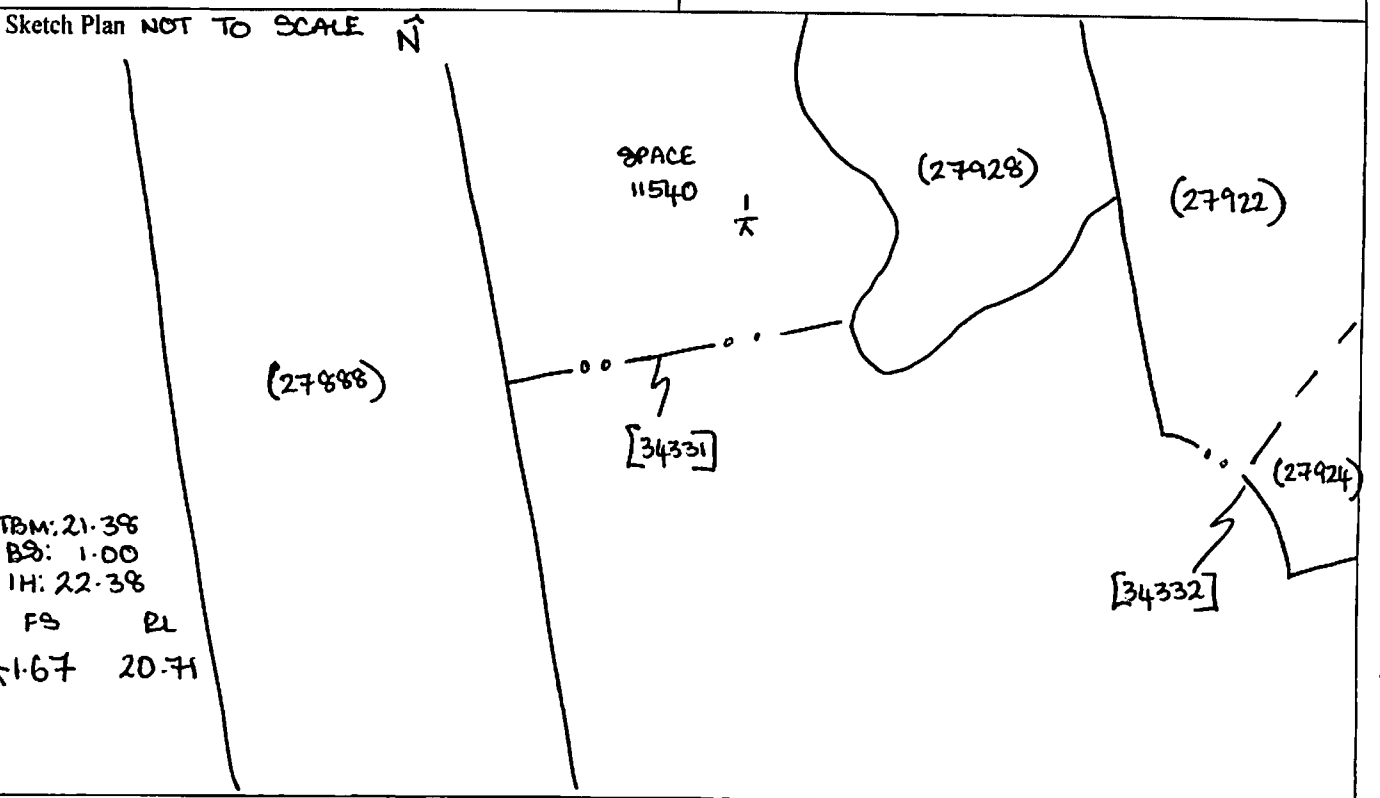 Sketch Plan NOT TO SCALE N
SPACE
11540
1
(27928)
(27922)
(27888)
[34331]
(27924)
[34332]
TBM: 21.38
BS: 1.00
IH: 22.38
FS RL
1.67 20.71